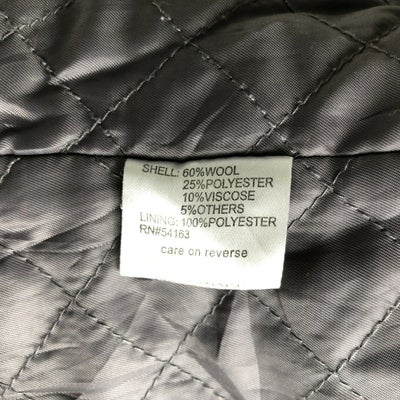 SHELL: 60%WOOL
25%POLYESTER
10%VISCOSE
5%OTHERS
LINING: 100%POLYESTER
RN#54163
care on reverse